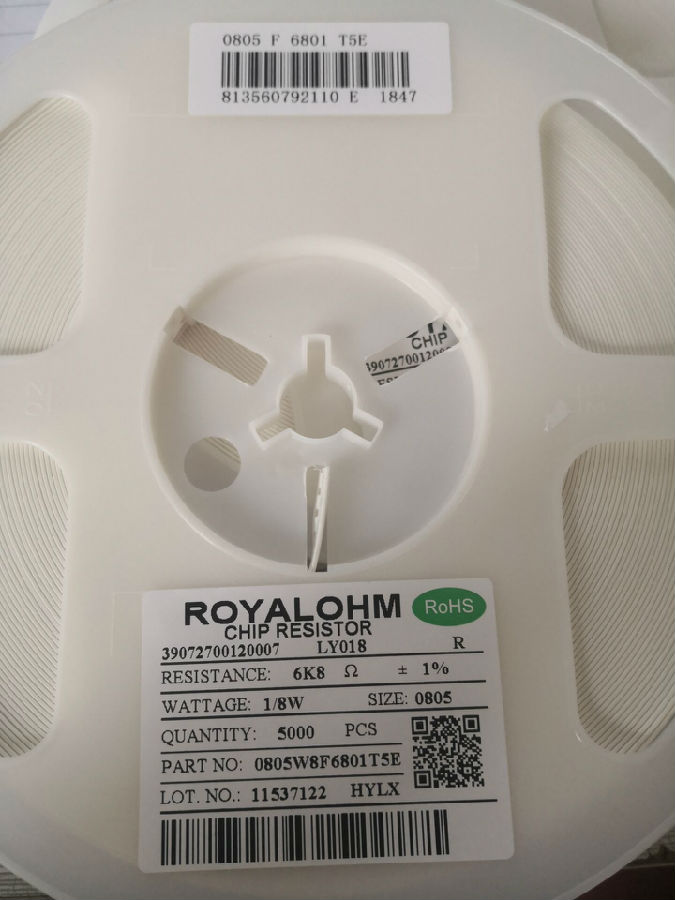 0805 F 6801 T5E
813560792110 E 1847
CHIP
3907270012000
ROYALOHM RoHS
CHIP RESISTOR
39072700120007 LY018 R
RESISTANCE: 6K8 Ω ± 1%
WATTAGE: 1/8W SIZE: 0805
QUANTITY: 5000 PCS
PART NO: 0805W8F6801T5E
LOT. NO.: 11537122 HYLX